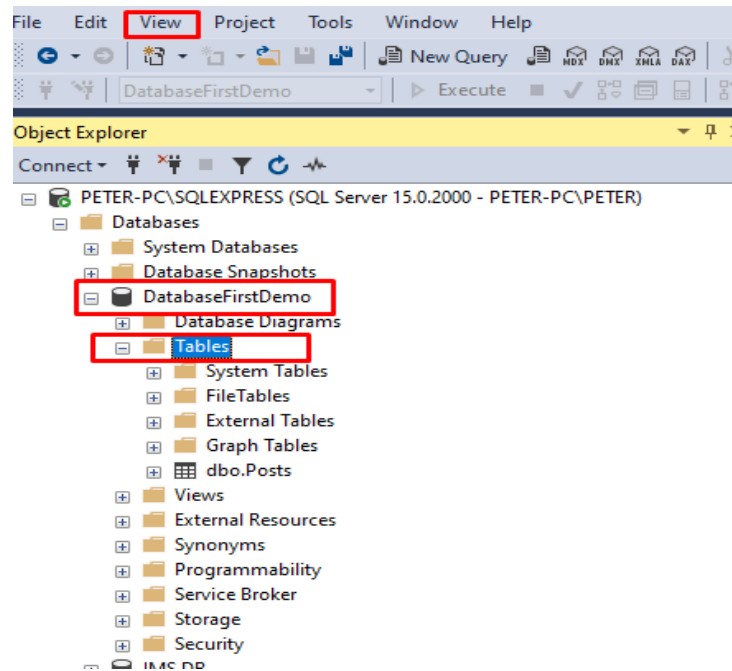 File Edit View Project Tools Window Help
New Query MDX DMX XMLA DAX
DatabaseFirstDemo Execute
Object Explorer
Connect
PETER-PC\SQLEXPRESS (SQL Server 15.0.2000 - PETER-PC\PETER)
Databases
System Databases
Database Snapshots
DatabaseFirstDemo
Database Diagrams
Tables
System Tables
FileTables
External Tables
Graph Tables
dbo.Posts
Views
External Resources
Synonyms
Programmability
Service Broker
Storage
Security